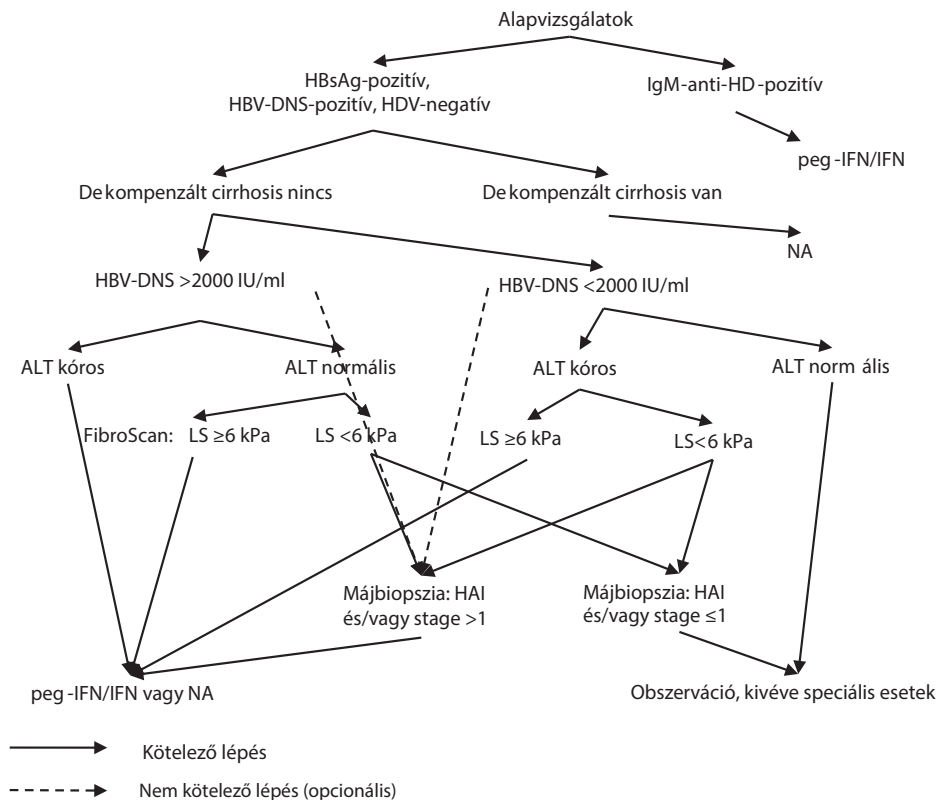 Alapvizsgálatok
HBsAg-pozitív,
HBV-DNS-pozitív, HDV-negatív
IgM-anti-HD-pozitív
peg-IFN/IFN
Dekompenzált cirrhosis nincs
Dekompenzált cirrhosis van
NA
HBV-DNS >2000 IU/ml
HBV-DNS <2000 IU/ml
ALT kóros
ALT normális
ALT kóros
ALT norm ális
FibroScan:
LS ≥6 kPa
LS <6 kPa
LS ≥6 kPa
LS<6 kPa
Májbiopszia: HAI
és/vagy stage >1
Májbiopszia: HAI
és/vagy stage ≤1
peg-IFN/IFN vagy NA
Obszerváció, kivéve speciális esetek
Kötelező lépés
Nem kötelező lépés (opcionális)